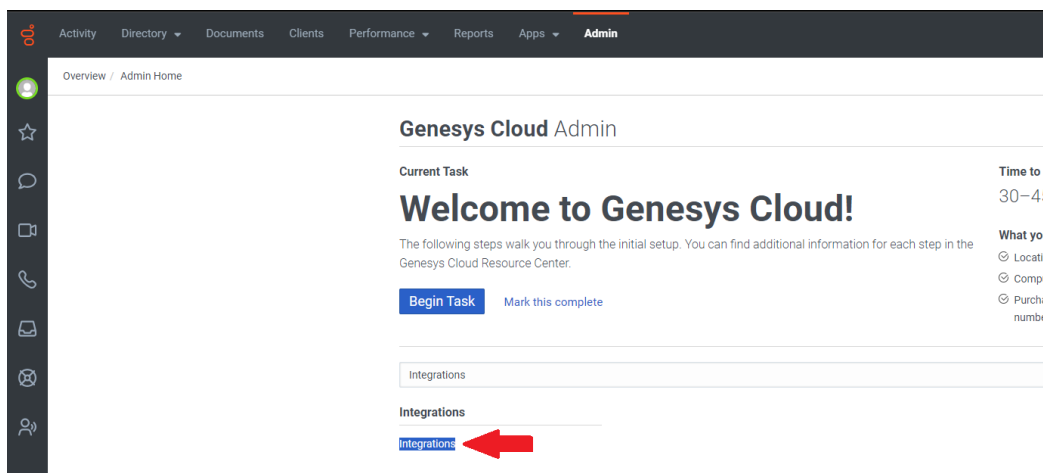 Activity Directory Documents Clients Performance Reports Apps Admin
Overview / Admin Home
Genesys Cloud Admin
Current Task
Time to
Welcome to Genesys Cloud!
30–4
The following steps walk you through the initial setup. You can find additional information for each step in the
Genesys Cloud Resource Center.
What yo
Locati
Comp
Purcha
numbe
Begin Task Mark this complete
Integrations
Integrations
Integrations